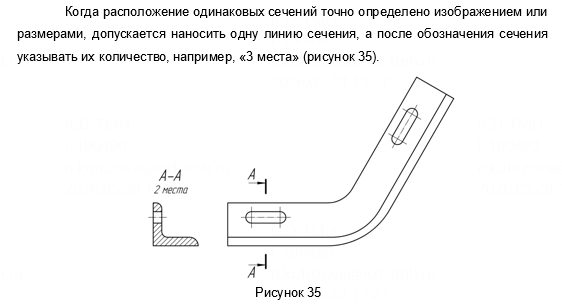 Когда расположение одинаковых сечений точно определено изображением или
размерами, допускается наносить одну линию сечения, а после обозначения сечения
указывать их количество, например, «3 места» (рисунок 35).
А
А–А
2 места
А
Рисунок 35